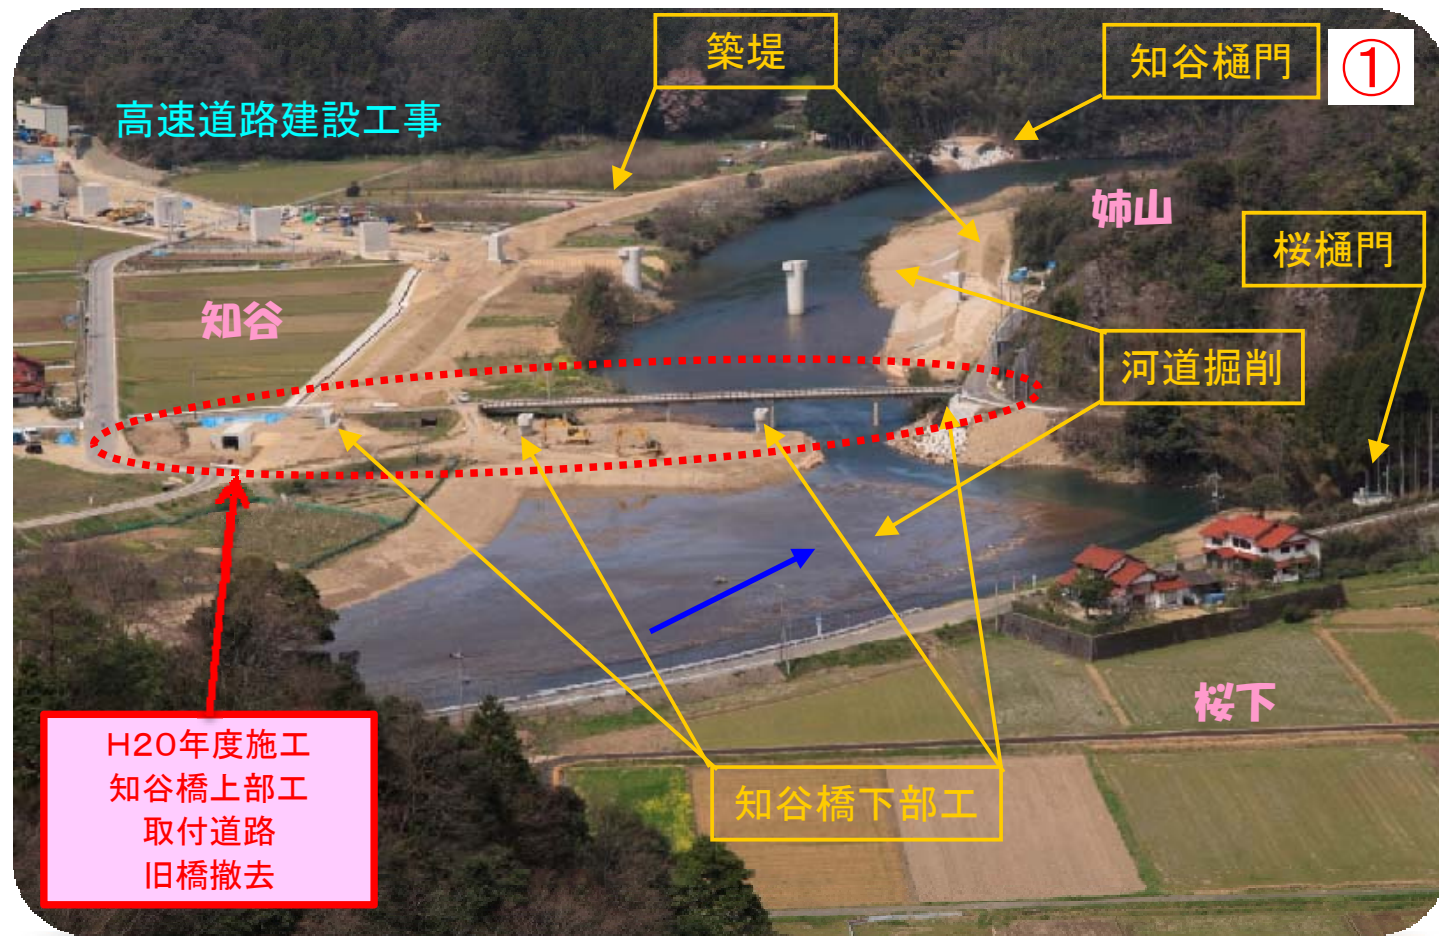 築堤
知谷樋門
①
高速道路建設工事
姉山
桜樋門
知谷
河道掘削
桜下
H20年度施工
知谷橋上部工
取付道路
旧橋撤去
知谷橋下部工